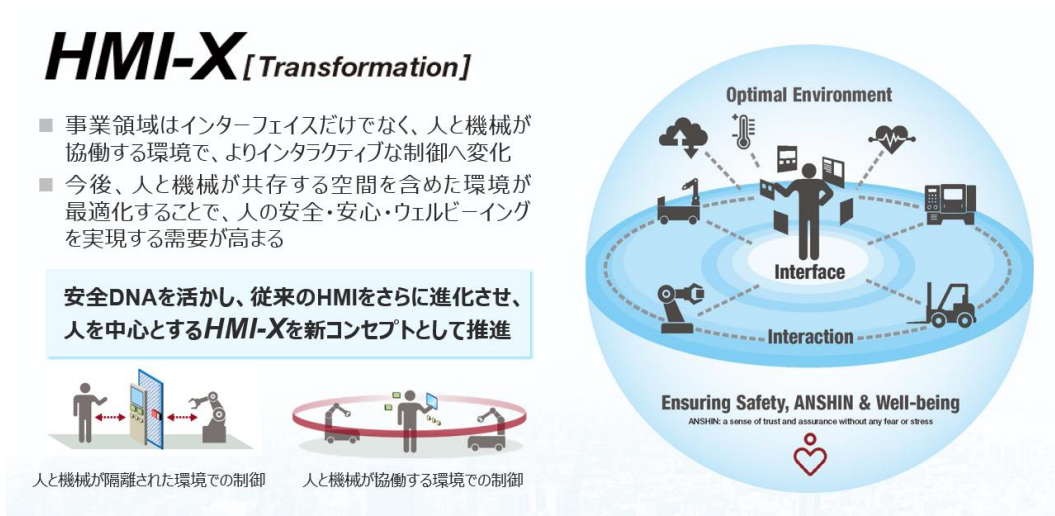 HMI-X [Transformation]
■ 事業領域はインターフェイスだけでなく、人と機械が
協働する環境で、よりインタラクティブな制御へ変化
■ 今後、人と機械が共存する空間を含めた環境が
最適化することで、人の安全・安心・ウェルビーイング
を実現する需要が高まる
安全DNAを活かし、従来のHMIをさらに進化させ、
人を中心とするHMI-Xを新コンセプトとして推進
人と機械が隔離された環境での制御
人と機械が協働する環境での制御
Optimal Environment
Interface
Interaction
Ensuring Safety, ANSHIN & Well-being
ANSHIN: a sense of trust and assurance without any fear or stress